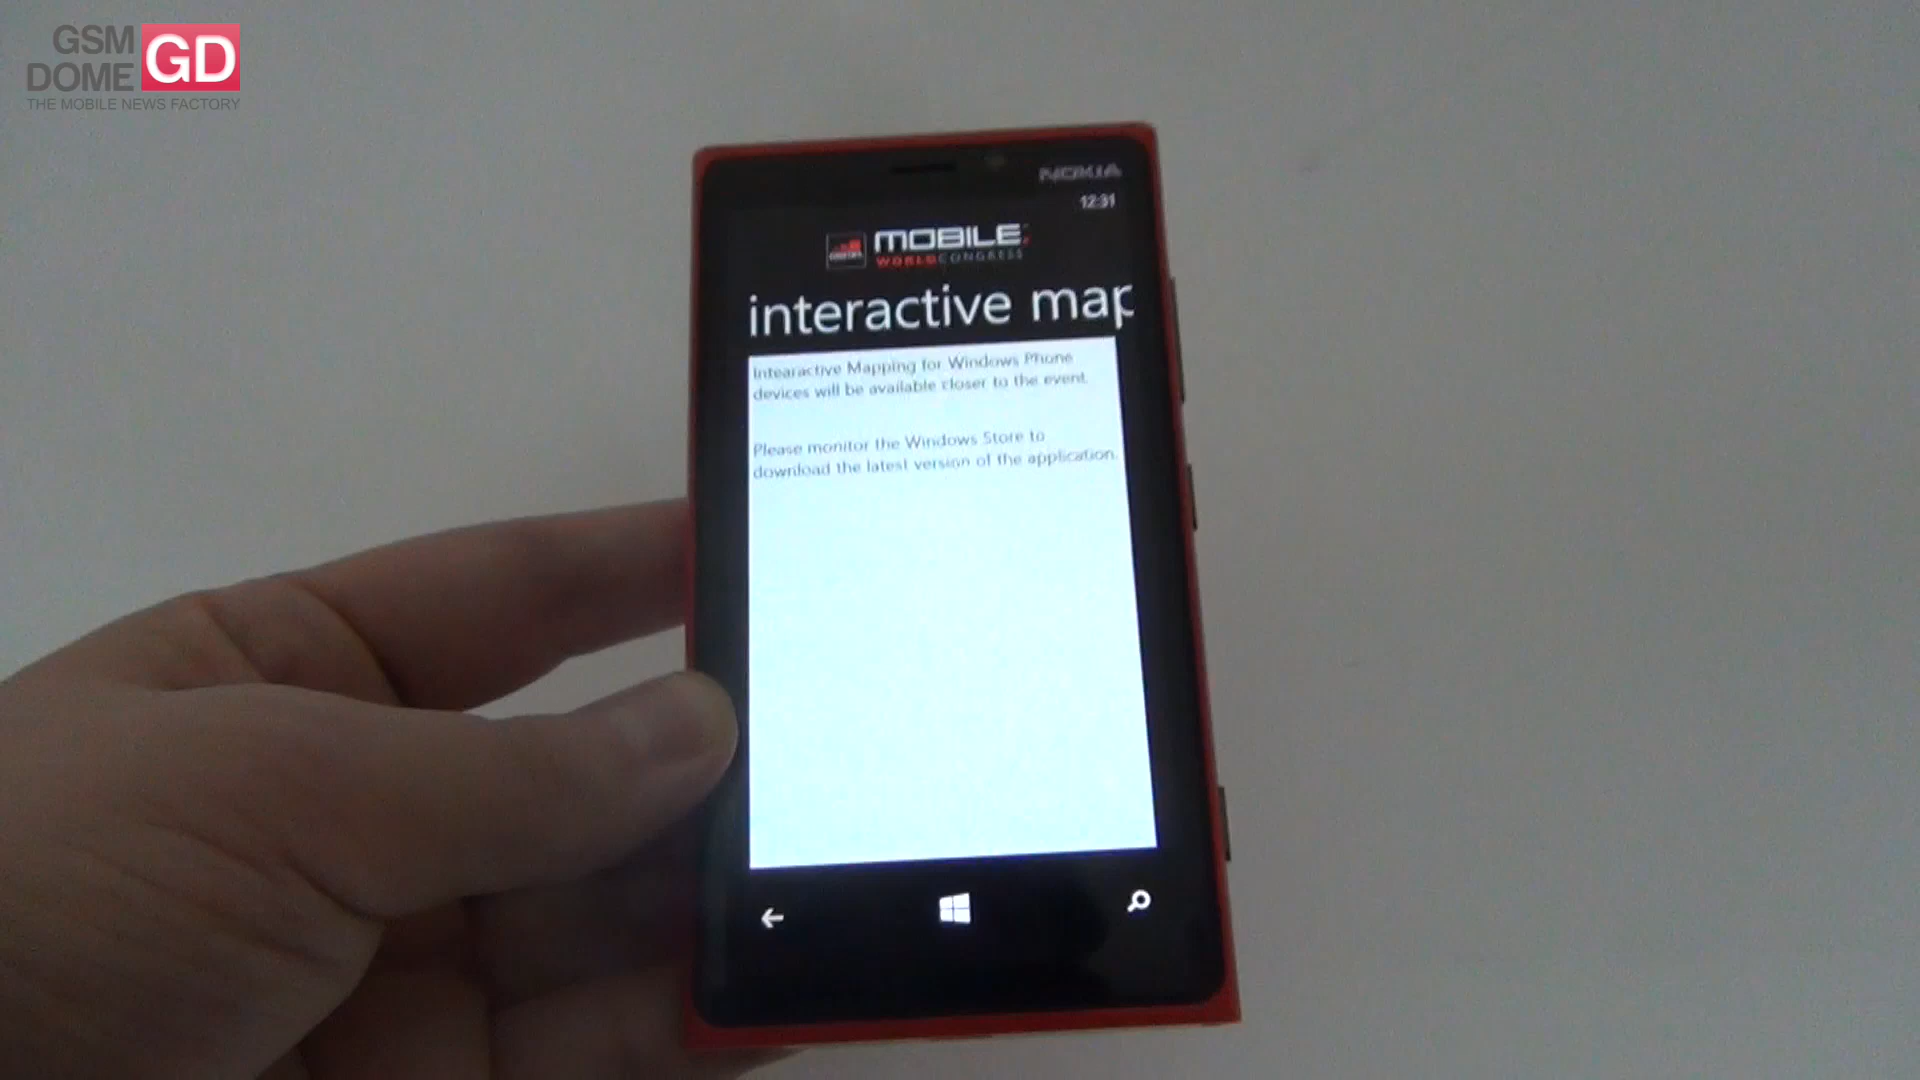 GSM
DOME GD
THE MOBILE NEWS FACTORY
NOKIA
12:31
MOBILE
WORLDCONGRESS
interactive map
Intearactive Mapping for Windows Phone
devices will be available closer to the event.
Please monitor the Windows Store to
download the latest version of the application.